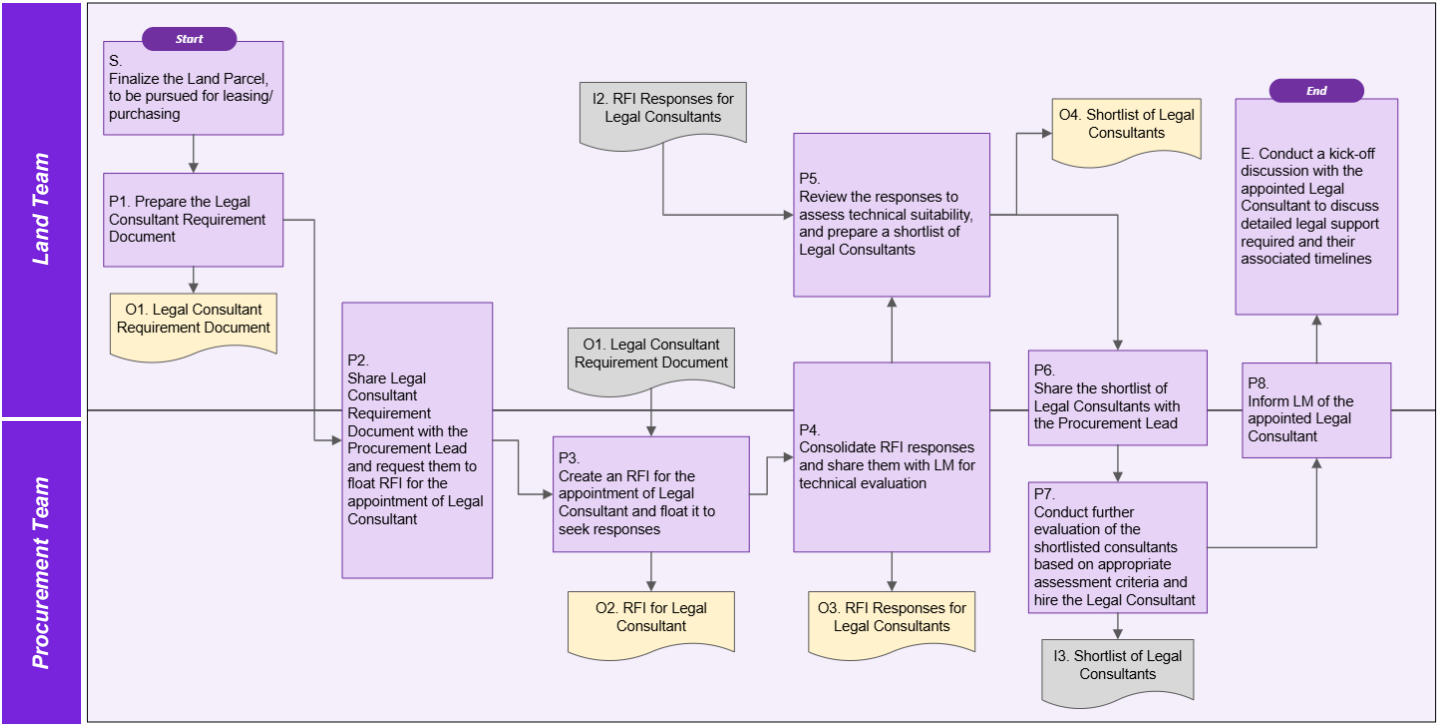 Land Team
Procurement Team
Start
S.
Finalize the Land Parcel,
to be pursued for leasing/
purchasing
P1. Prepare the Legal
Consultant Requirement
Document
O1. Legal Consultant
Requirement Document
P2.
Share Legal
Consultant
Requirement
Document with the
Procurement Lead
and request them to
float RFI for the
appointment of Legal
Consultant
O1. Legal Consultant
Requirement Document
P3.
Create an RFI for the
appointment of Legal
Consultant and float it to
seek responses
O2. RFI for Legal
Consultant
P4.
Consolidate RFI responses
and share them with LM for
technical evaluation
O3. RFI Responses for
Legal Consultants
I2. RFI Responses for
Legal Consultants
P5.
Review the responses to
assess technical suitability,
and prepare a shortlist of
Legal Consultants
O4. Shortlist of Legal
Consultants
P6.
Share the shortlist of
Legal Consultants with
the Procurement Lead
P7.
Conduct further
evaluation of the
shortlisted consultants
based on appropriate
assessment criteria and
hire the Legal Consultant
I3. Shortlist of Legal
Consultants
P8.
Inform LM of the
appointed Legal
Consultant
End
E. Conduct a kick-off
discussion with the
appointed Legal
Consultant to discuss
detailed legal support
required and their
associated timelines